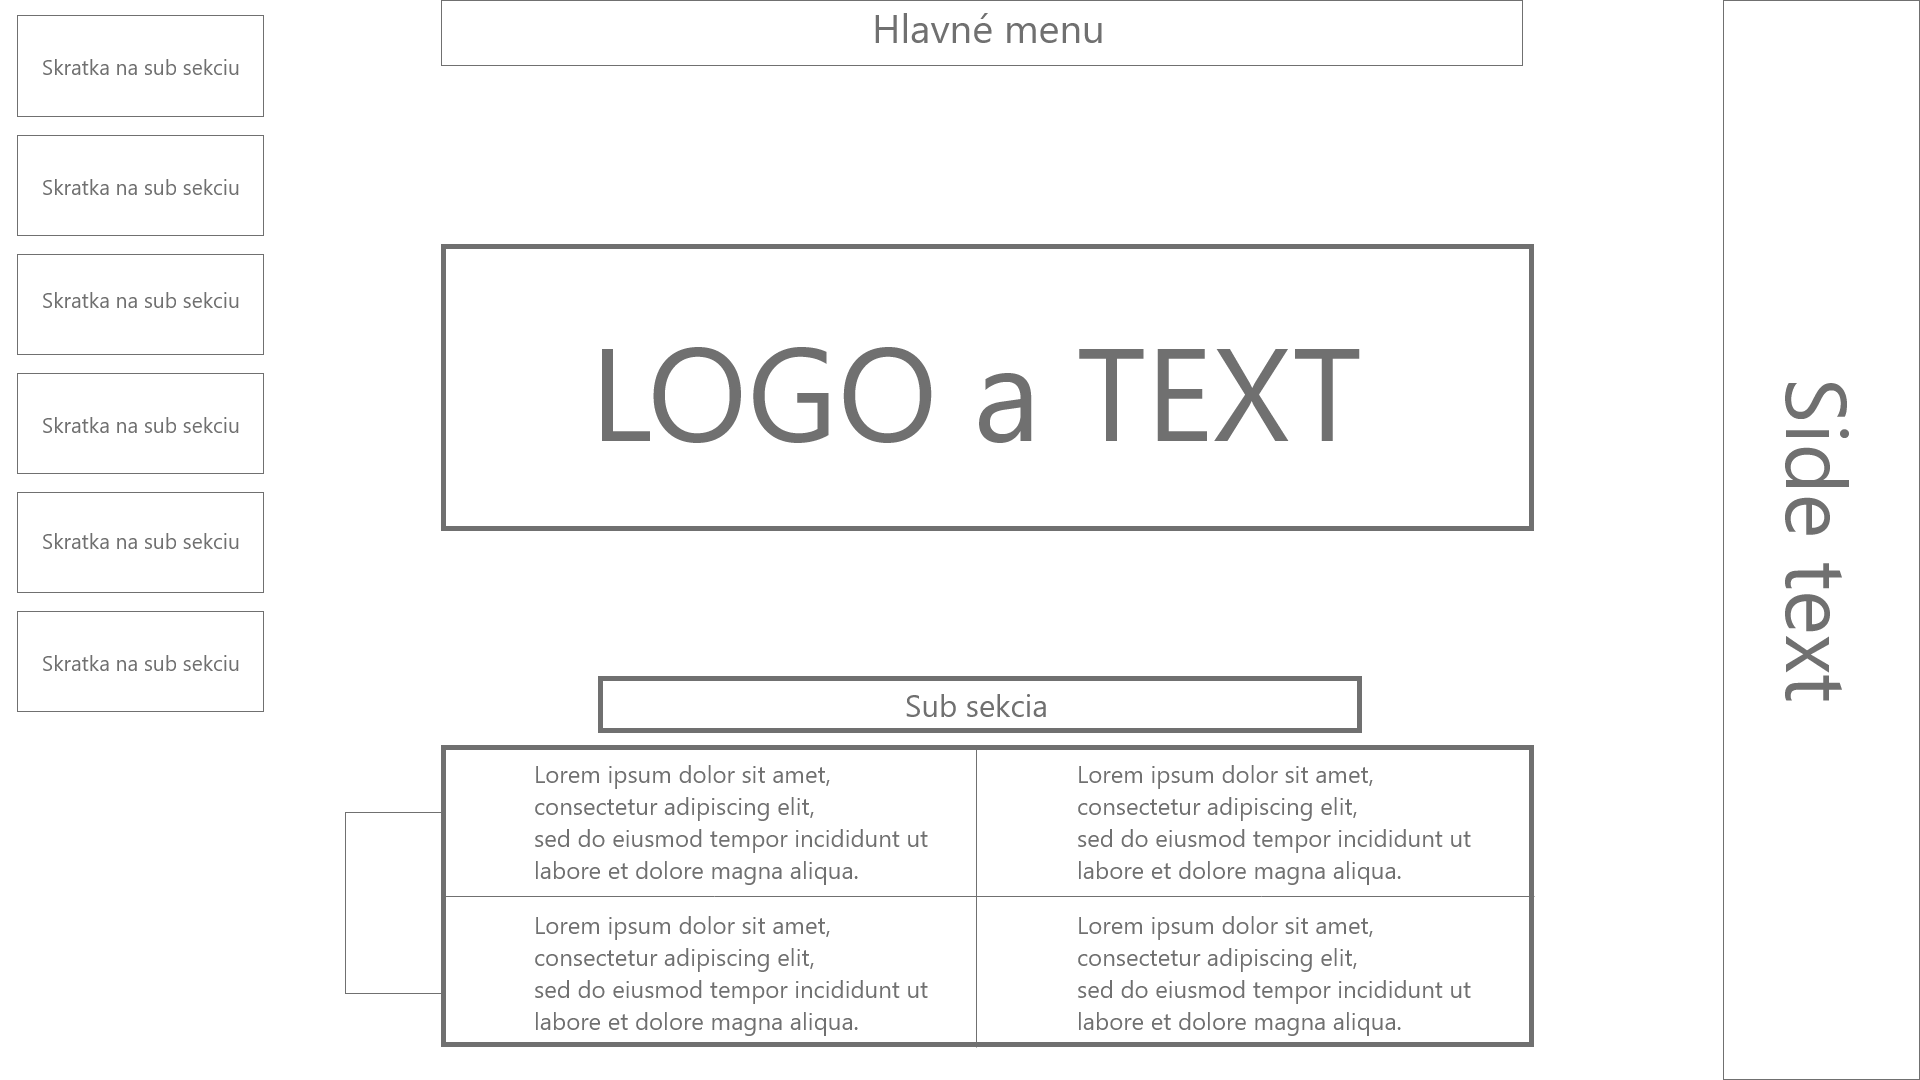 Hlavné menu
Skratka na sub sekciu
Skratka na sub sekciu
Skratka na sub sekciu
Skratka na sub sekciu
Skratka na sub sekciu
Skratka na sub sekciu
LOGO a TEXT
Sub sekcia
Lorem ipsum dolor sit amet,
consectetur adipiscing elit,
sed do eiusmod tempor incididunt ut
labore et dolore magna aliqua.
Lorem ipsum dolor sit amet,
consectetur adipiscing elit,
sed do eiusmod tempor incididunt ut
labore et dolore magna aliqua.
Lorem ipsum dolor sit amet,
consectetur adipiscing elit,
sed do eiusmod tempor incididunt ut
labore et dolore magna aliqua.
Lorem ipsum dolor sit amet,
consectetur adipiscing elit,
sed do eiusmod tempor incididunt ut
labore et dolore magna aliqua.
Side text